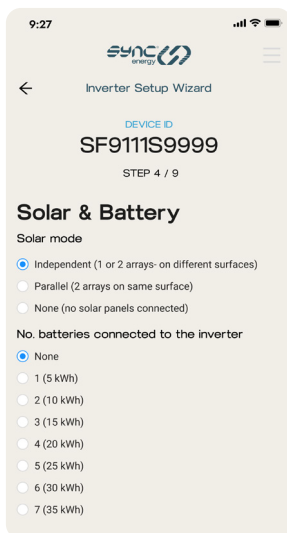 9:27
SYNC
energy
Inverter Setup Wizard
DEVICE ID
SF9111S9999
STEP 4 / 9
Solar & Battery
Solar mode
Independent (1 or 2 arrays- on different surfaces)
Parallel (2 arrays on same surface)
None (no solar panels connected)
No. batteries connected to the inverter
None
1 (5 kWh)
2 (10 kWh)
3 (15 kWh)
4 (20 kWh)
5 (25 kWh)
6 (30 kWh)
7 (35 kWh)